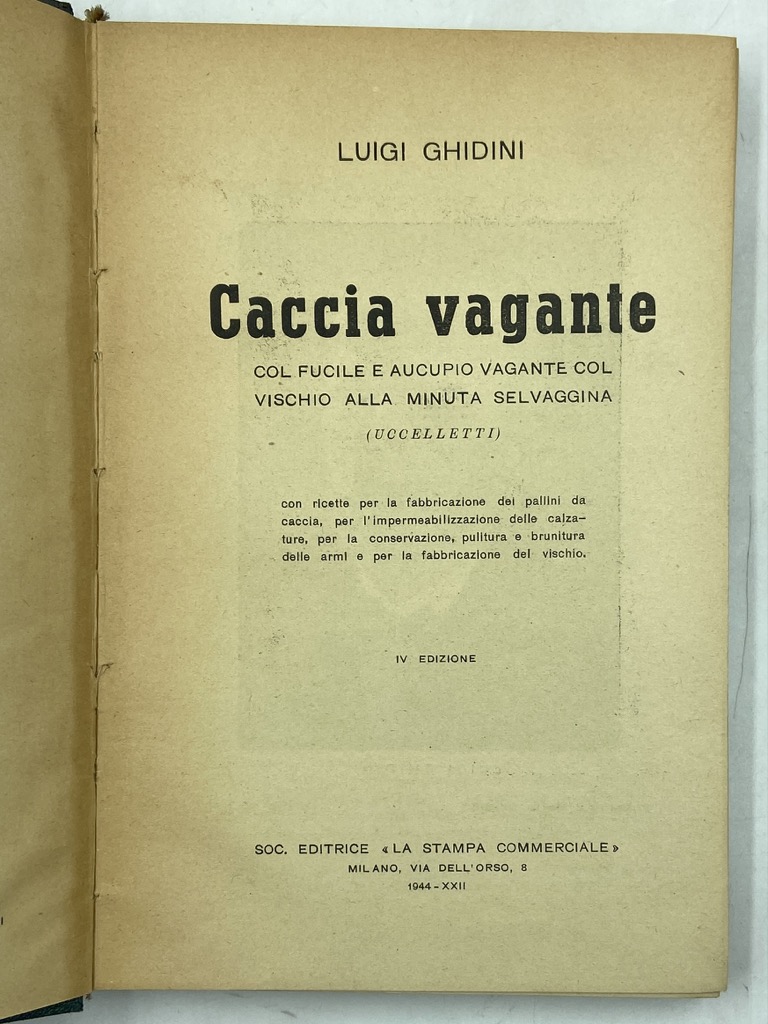 LUIGI GHIDINI
Caccia vagante
COL FUCILE E AUCUPIO VAGANTE COL
VISCHIO ALLA MINUTA SELVAGGINA
(UCCELLETTI)
con ricette per la fabbricazione dei pallini da
caccia, per l'impermeabilizzazione delle calza-
ture, per la conservazione, pulitura e brunitura
delle armi e per la fabbricazione del vischio.
IV EDIZIONE
SOC. EDITRICE «LA STAMPA COMMERCIALE»
MILANO, VIA DELL'ORSO, 8
1944-XXII